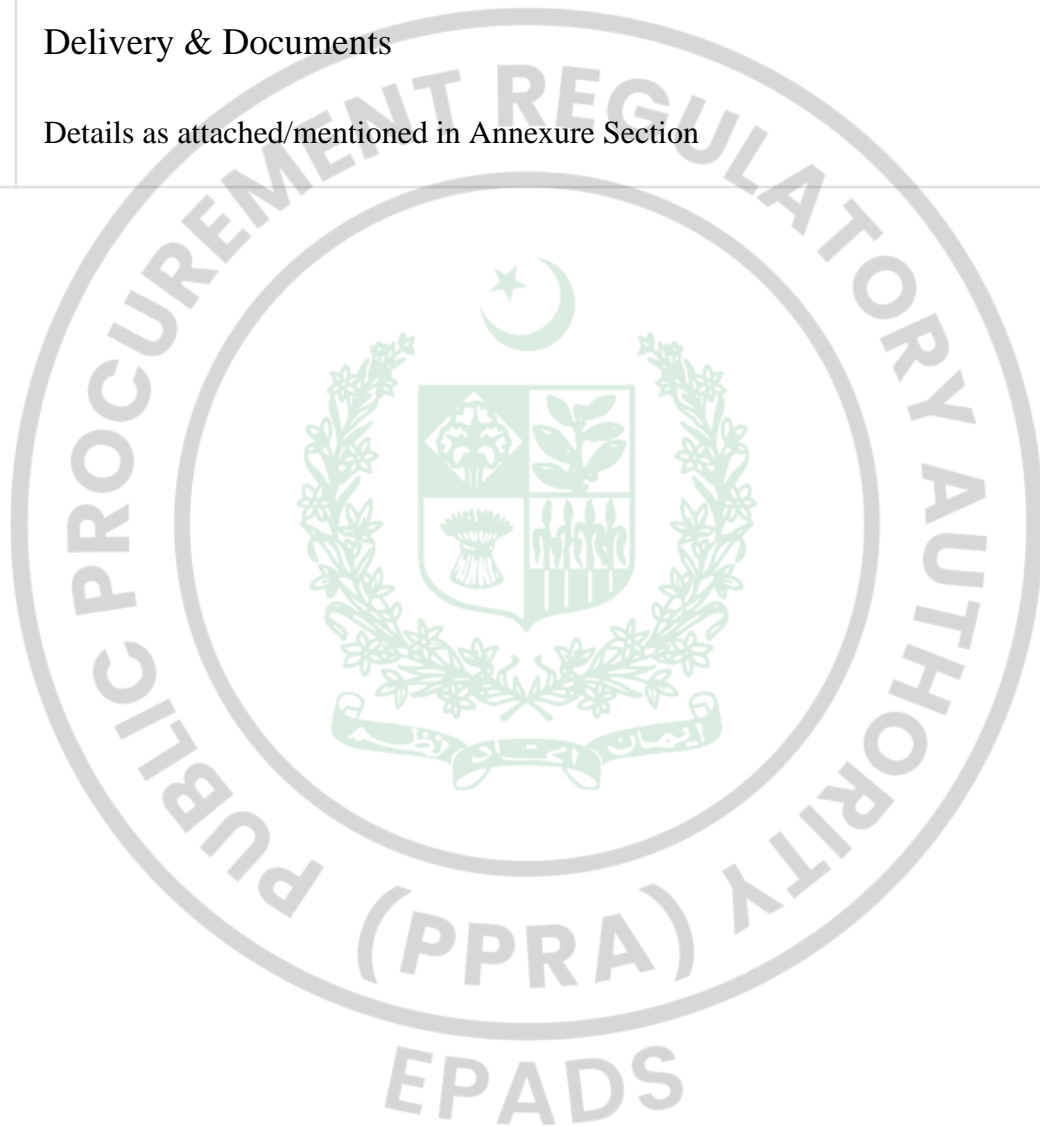 Delivery & Documents
Details as attached/mentioned in Annexure Section
PUBLIC PROCUREMENT REGULATORY AUTHORITY
(PPRA)
EPADS